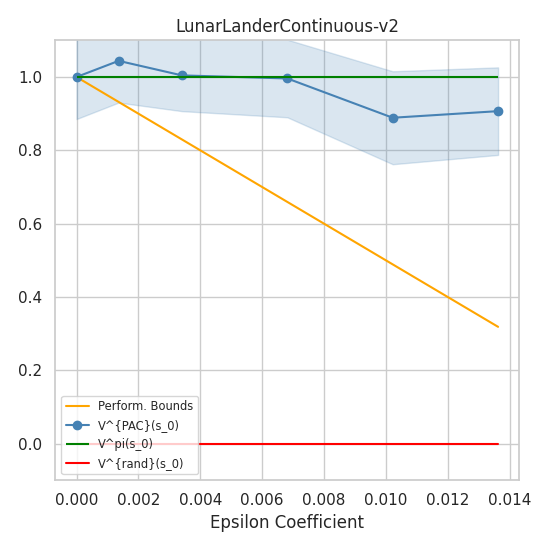 LunarLanderContinuous-v2
1.0
0.8
0.6
0.4
0.2
0.0
Perform. Bounds
V^{PAC}(s_0)
V^pi(s_0)
V^{rand}(s_0)
0.000 0.002 0.004 0.006 0.008 0.010 0.012 0.014
Epsilon Coefficient